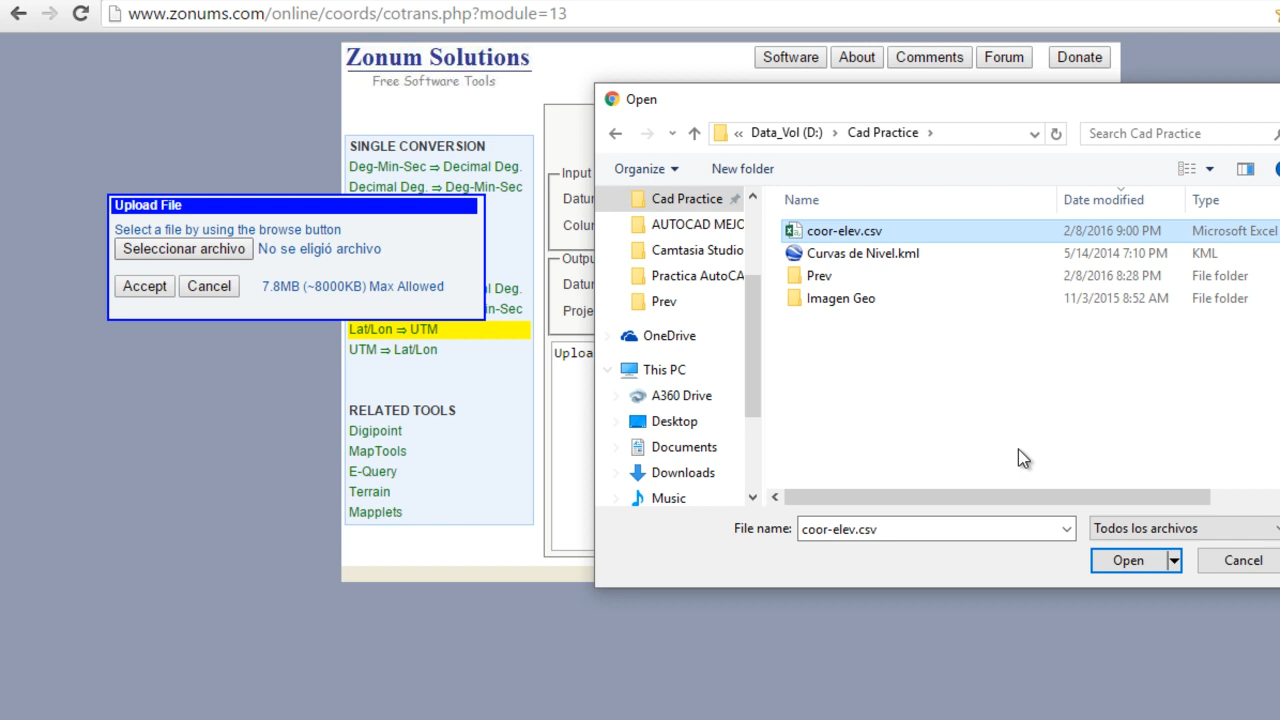 www.zonums.com/online/coords/cotrans.php?module=13
Zonum Solutions
Free Software Tools
Software
About
Comments
Forum
Donate
SINGLE CONVERSION
Deg-Min-Sec ⇒ Decimal Deg.
Decimal Deg. ⇒ Deg-Min-Sec
Lat/Lon ⇒ UTM
UTM ⇒ Lat/Lon
RELATED TOOLS
Digipoint
MapTools
E-Query
Terrain
Mapplets
Upload File
Select a file by using the browse button
Seleccionar archivo No se eligió archivo
Accept Cancel 7.8MB (~8000KB) Max Allowed
Input
Open
« Data_Vol (D:) > Cad Practice >
Search Cad Practice
Organize
New folder
Cad Practice
AUTOCAD MEJO
Camtasia Studio
Practica AutoCA
Prev
OneDrive
This PC
A360 Drive
Desktop
Documents
Downloads
Music
Name Date modified Type
coor-elev.csv 2/8/2016 9:00 PM Microsoft Excel
Curvas de Nivel.kml 5/14/2014 7:10 PM KML
Prev 2/8/2016 8:28 PM File folder
Imagen Geo 11/3/2015 8:52 AM File folder
File name: coor-elev.csv
Todos los archivos
Open
Cancel